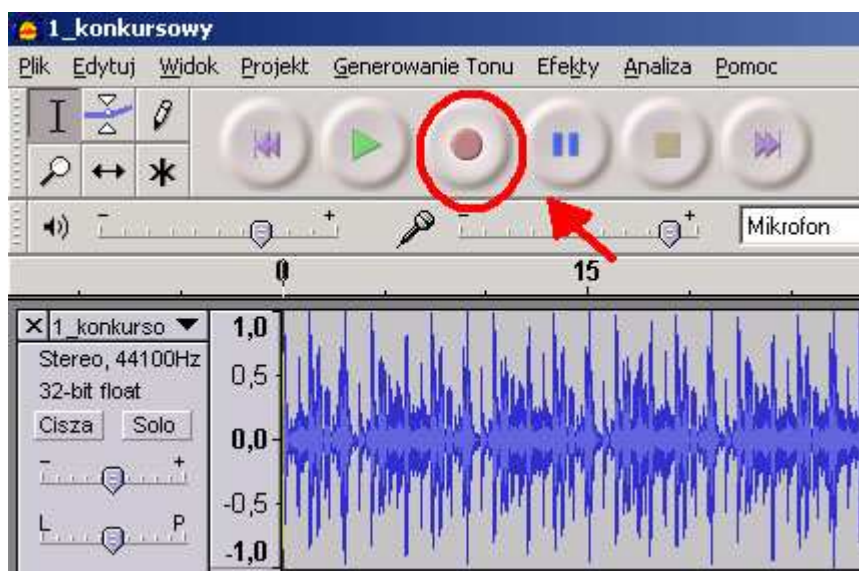 1_konkursowy
Plik Edytuj Widok Projekt Generowanie Tonu Efekty Analiza Pomoc
- + - + Mikrofon
0 15
1_konkurso
Stereo, 44100Hz
32-bit float
Cisza Solo
- +
L P
1,0
0,5
0,0
-0,5
-1,0